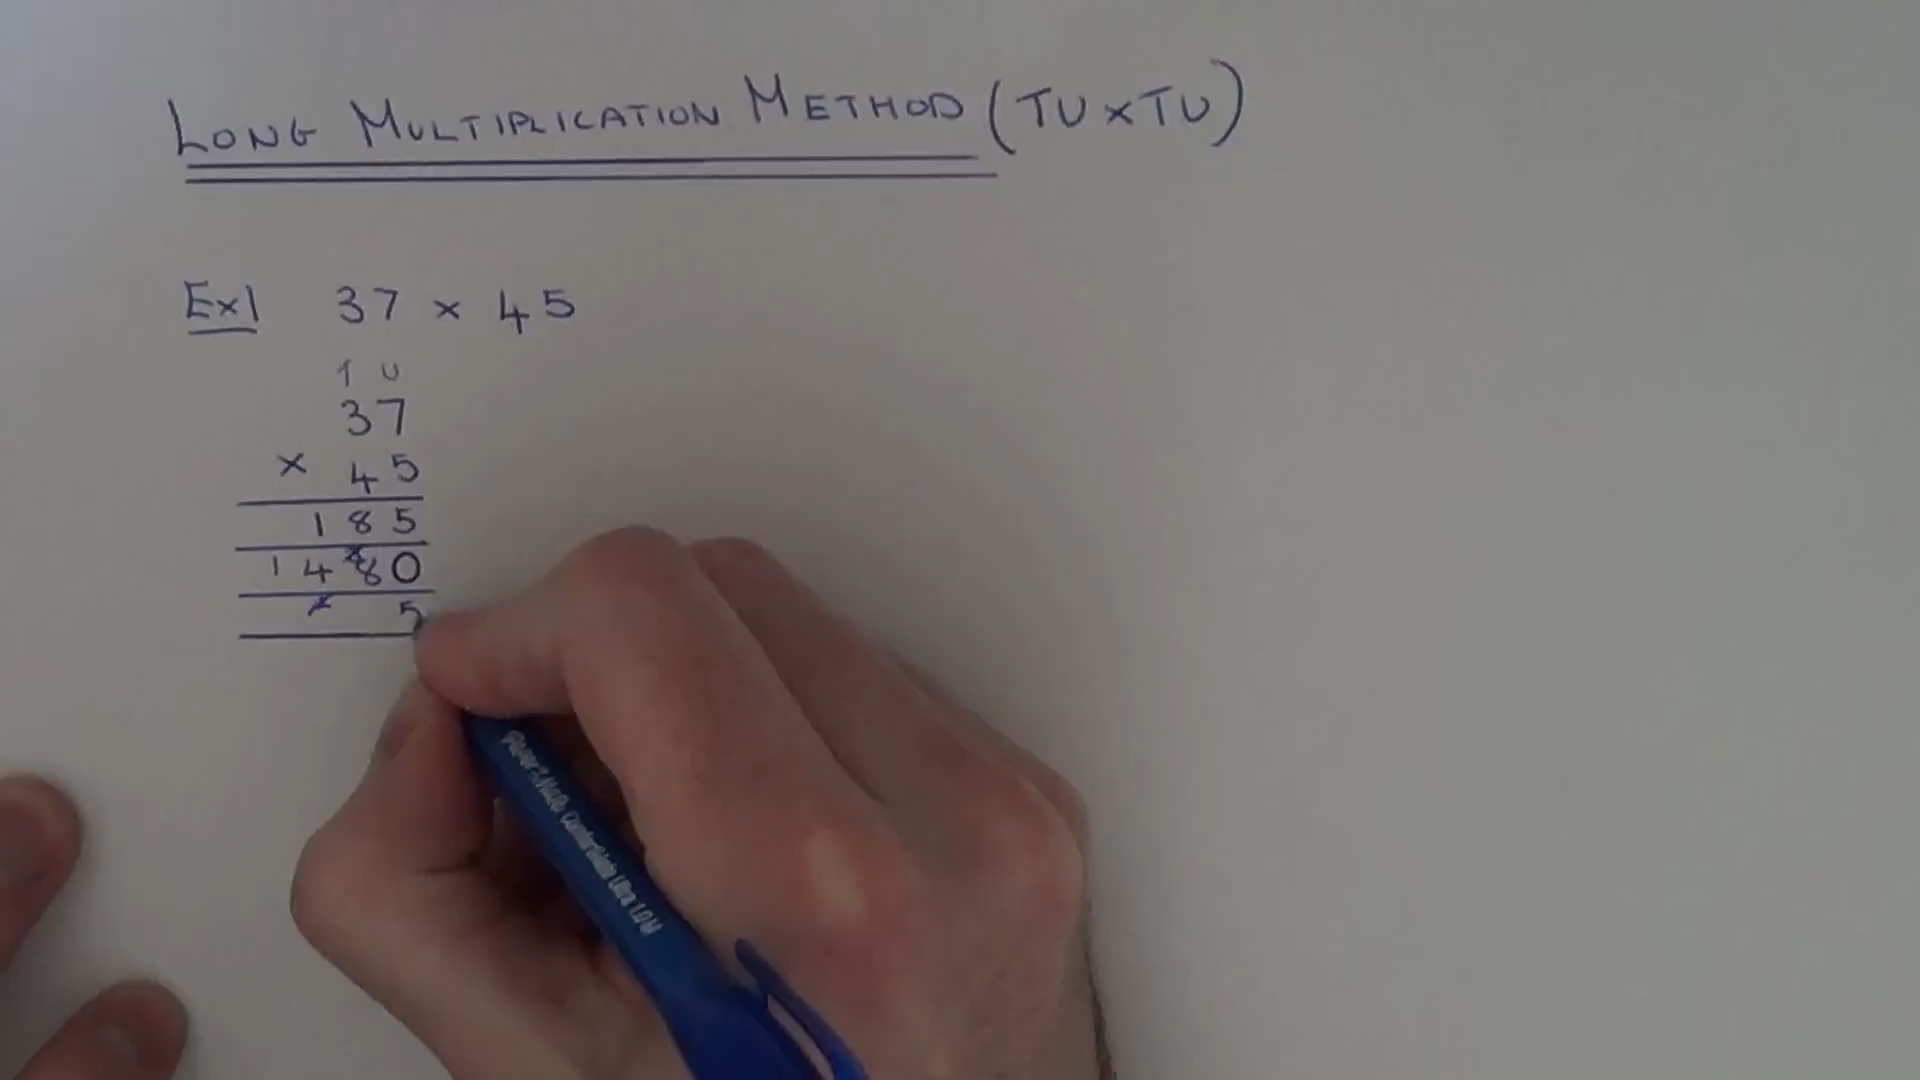 LONG MULTIPLICATION METHOD (TU × TU)
Ex1 37 × 45
T U
37
× 45
185
1480
5